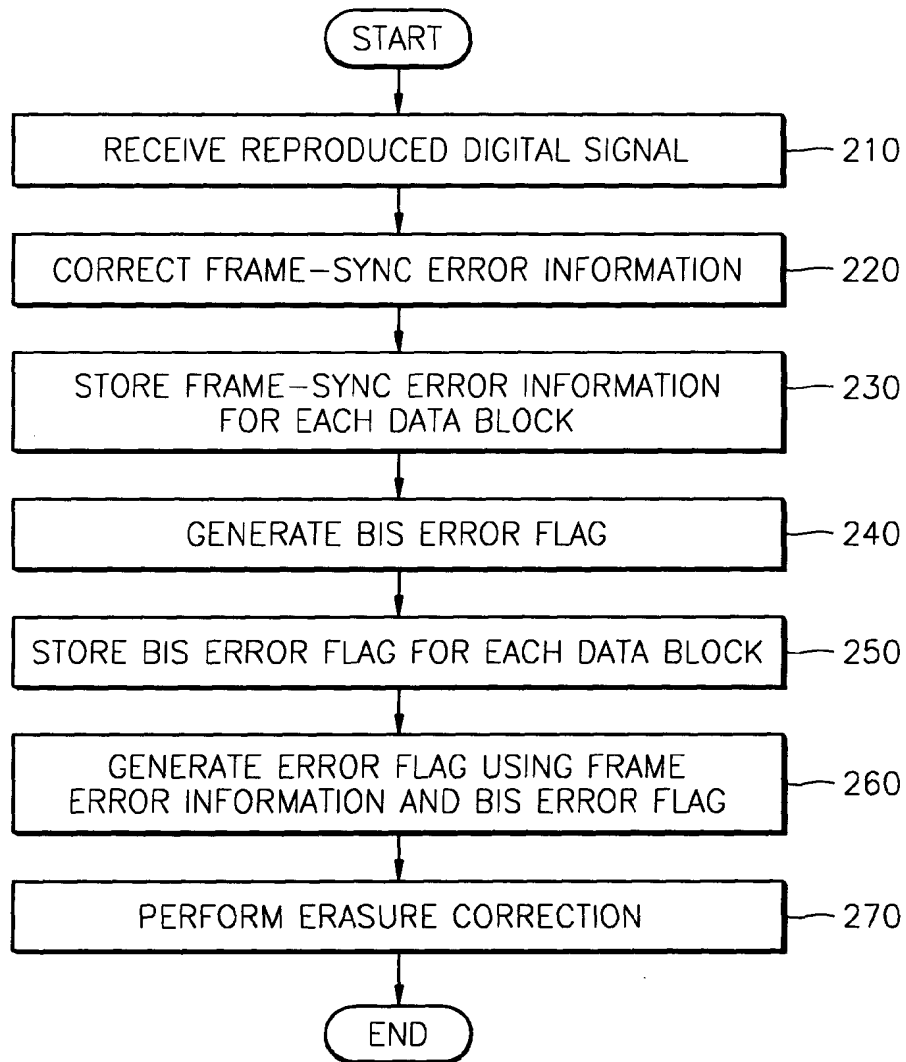 START
RECEIVE REPRODUCED DIGITAL SIGNAL
210
CORRECT FRAME-SYNC ERROR INFORMATION
220
STORE FRAME-SYNC ERROR INFORMATION
FOR EACH DATA BLOCK
230
GENERATE BIS ERROR FLAG
240
STORE BIS ERROR FLAG FOR EACH DATA BLOCK
250
GENERATE ERROR FLAG USING FRAME
ERROR INFORMATION AND BIS ERROR FLAG
260
PERFORM ERASURE CORRECTION
270
END